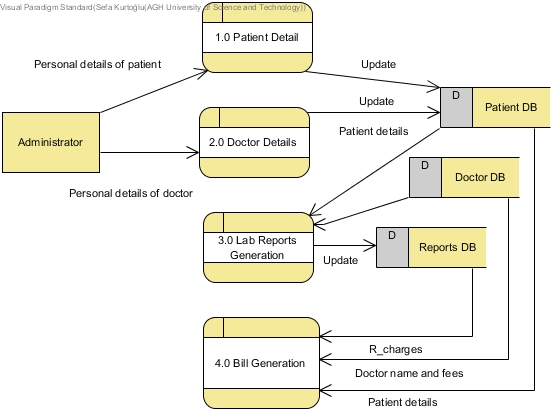 Visual Paradigm Standard(Sefa Kurtoğlu(AGH University of Science and Technology))
1.0 Patient Detail
Personal details of patient
Update
D
Patient DB
Update
Administrator
2.0 Doctor Details
Patient details
D
Doctor DB
Personal details of doctor
3.0 Lab Reports
Generation
D
Reports DB
Update
R_charges
4.0 Bill Generation
Doctor name and fees
Patient details